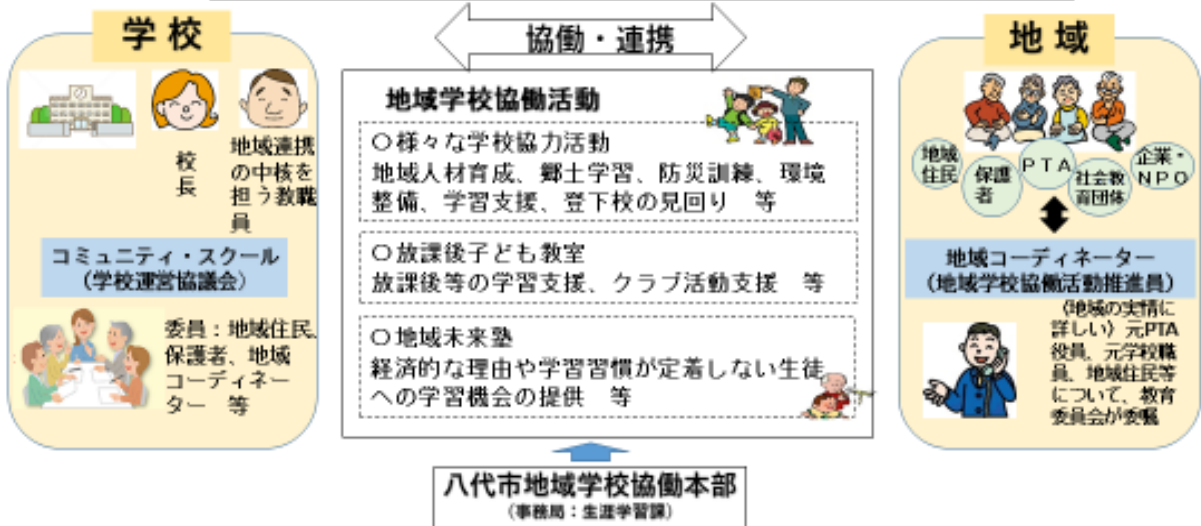 学校
校長
地域連携
の中核を
担う教職
員
コミュニティ・スクール
(学校運営協議会)
委員:地域住民、
保護者、地域
コーディネー
ター 等
協働・連携
地域学校協働活動
〇様々な学校協力活動
地域人材育成、郷土学習、防災訓練、環境
整備、学習支援、登下校の見回り 等
〇放課後子ども教室
放課後等の学習支援、クラブ活動支援 等
〇地域未来塾
経済的な理由や学習習慣が定着しない生徒
への学習機会の提供 等
八代市地域学校協働本部
(事務局:生涯学習課)
地域
地域
住民
保護
者
PTA
社会教
育団体
企業・
NPO
地域コーディネーター
(地域学校協働活動推進員)
(地域の実情に
詳しい)元PTA
役員、元学校職
員、地域住民等
について、教育
委員会が委嘱